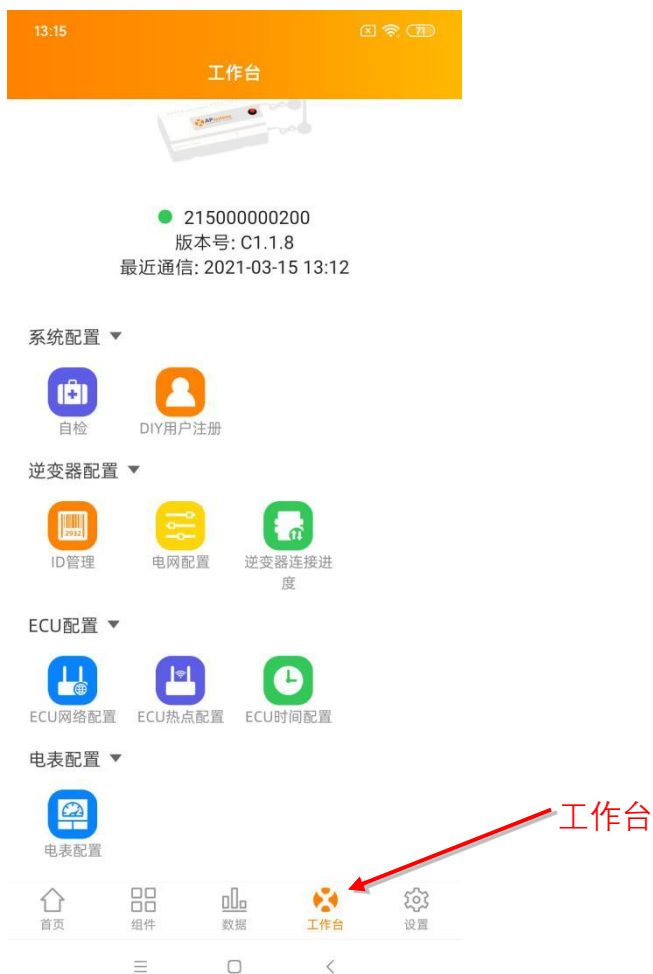 13:15
71
工作台
APsystems
215000000200
版本号: C1.1.8
最近通信: 2021-03-15 13:12
系统配置
自检
DIY用户注册
逆变器配置
2932
ID管理
电网配置
逆变器连接进
度
ECU配置
ECU网络配置
ECU热点配置
ECU时间配置
电表配置
电表配置
工作台
首页
组件
数据
工作台
设置